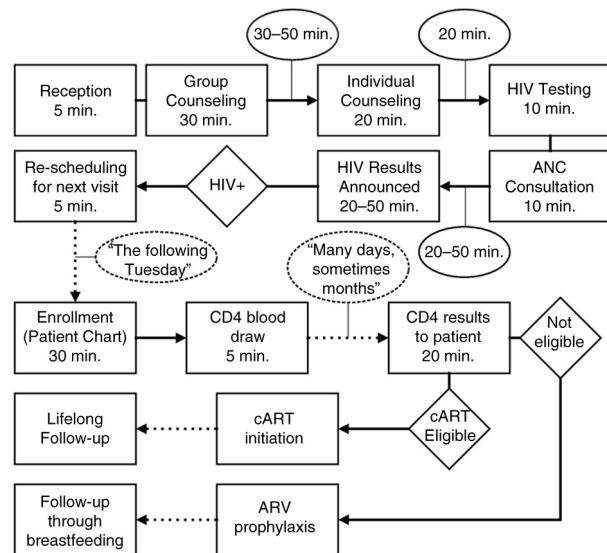 30–50 min.
20 min.
Reception
5 min.
Group
Counseling
30 min.
Individual
Counseling
20 min.
HIV Testing
10 min.
Re-scheduling
for next visit
5 min.
HIV+
HIV Results
Announced
20–50 min.
ANC
Consultation
10 min.
20–50 min.
“The following
Tuesday”
“Many days,
sometimes
months”
Enrollment
(Patient Chart)
30 min.
CD4 blood
draw
5 min.
CD4 results
to patient
20 min.
Not
eligible
Lifelong
Follow-up
cART
initiation
cART
Eligible
Follow-up
through
breastfeeding
ARV
prophylaxis